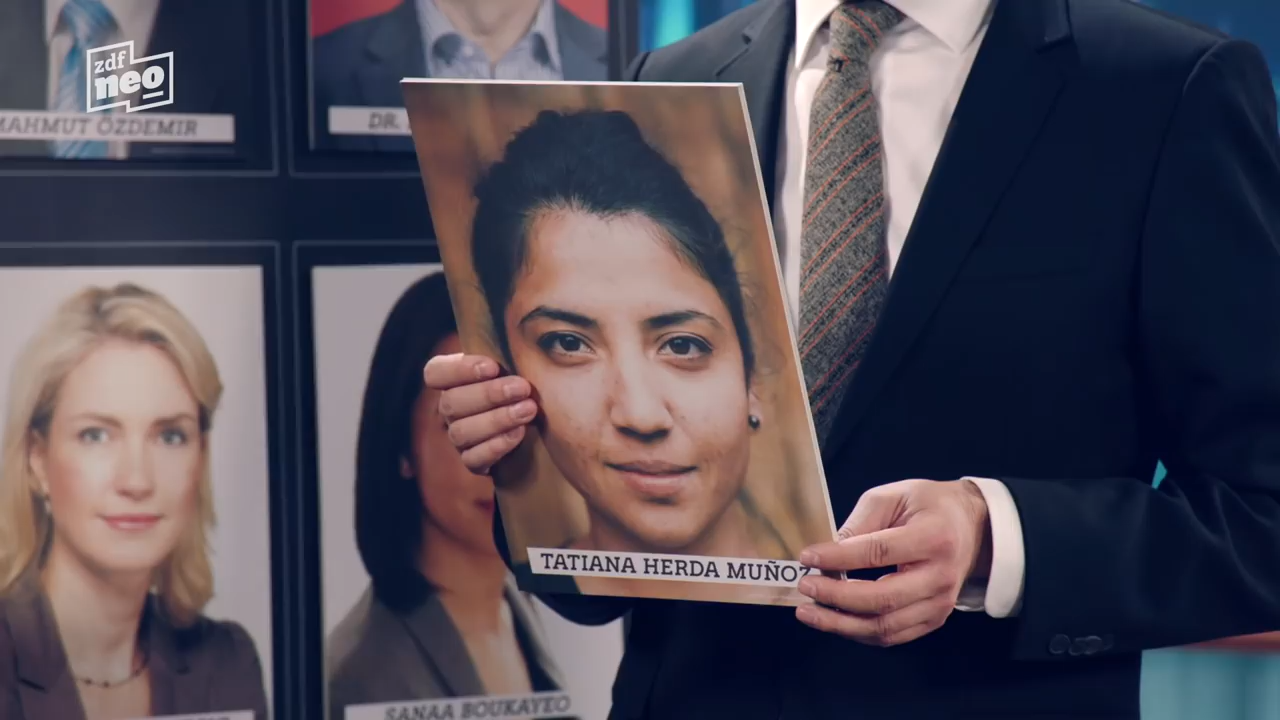 zdf
neo
MAHMUT ÖZDEMIR
DR.
TATIANA HERDA MUÑOZ
SANAA BOUKAYEO